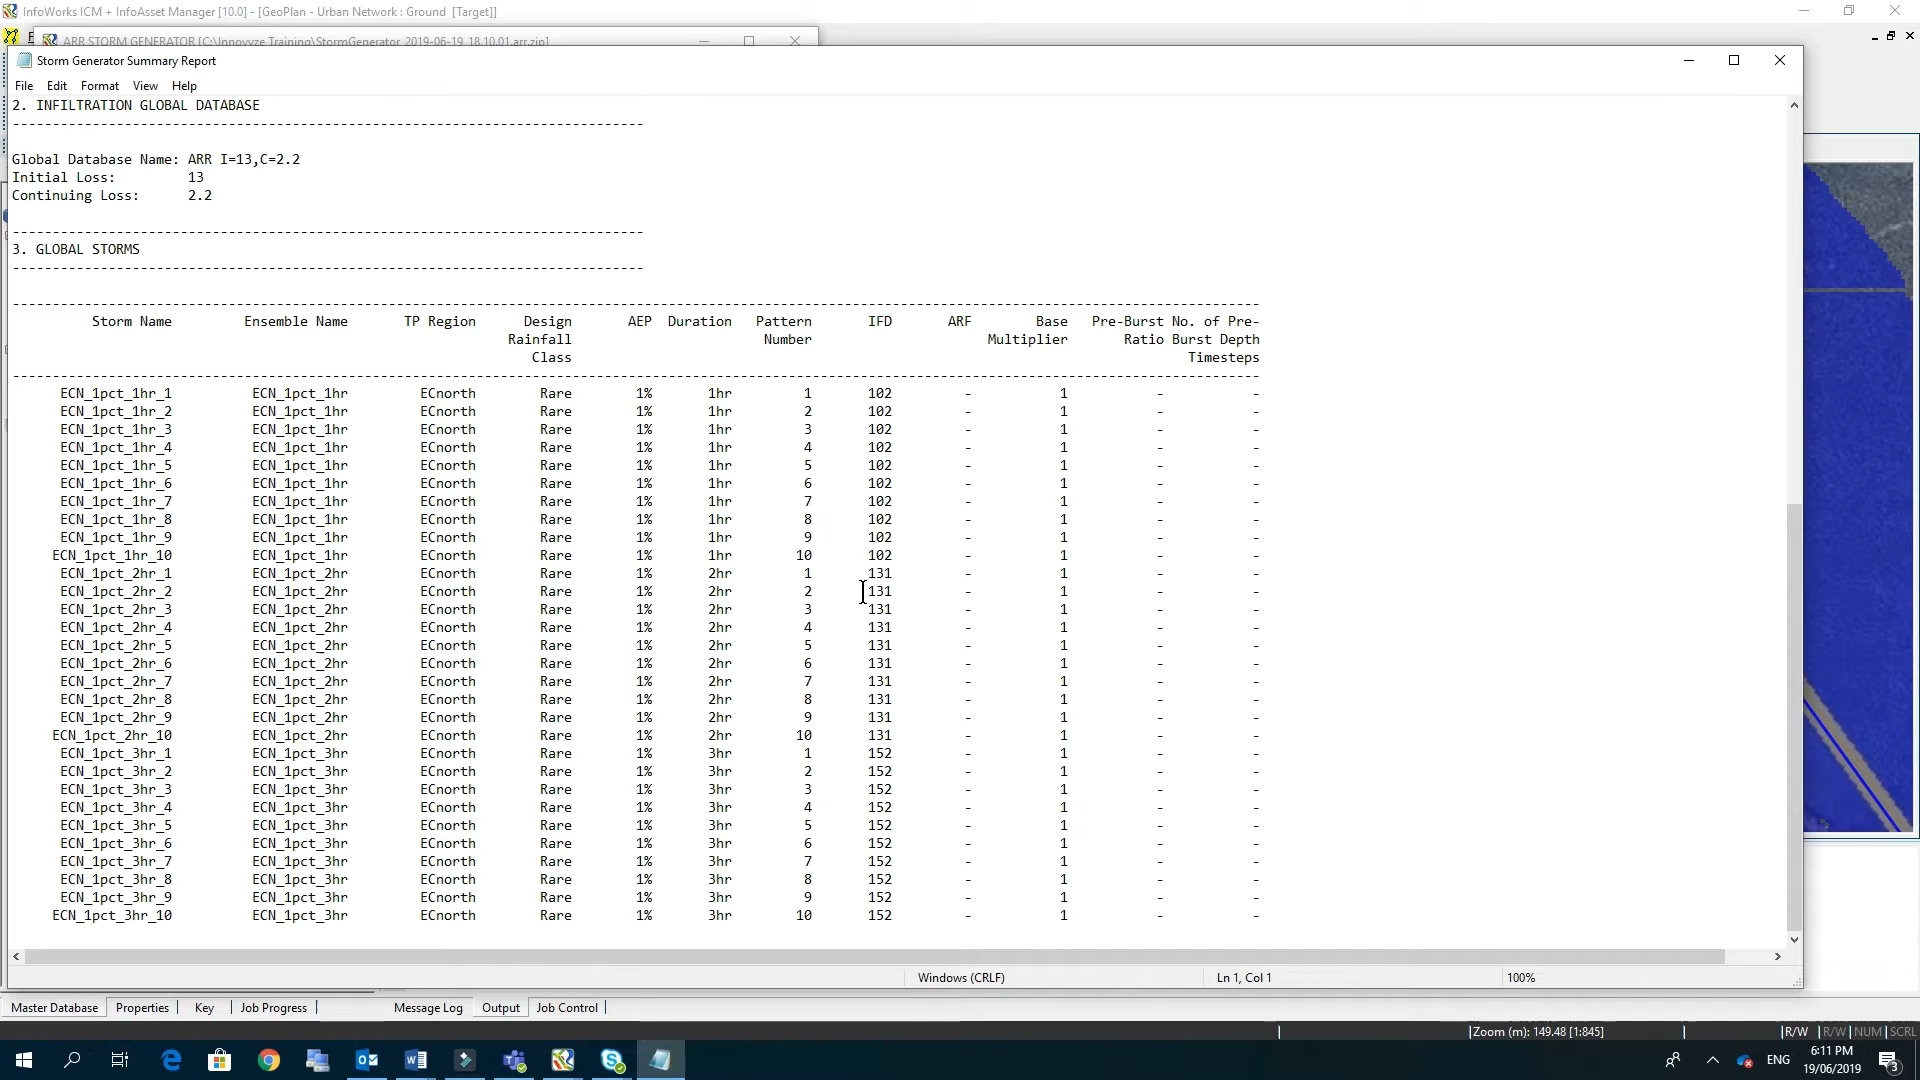 InfoWorks ICM + InfoAsset Manager [10.0] - [GeoPlan - Urban Network : Ground [Target]]
ARR STORM GENERATOR [C:\Innovyze Training\StormGenerator_2019-06-19_18.10.01.arr.zip]
Storm Generator Summary Report
File Edit Format View Help
2. INFILTRATION GLOBAL DATABASE
-------------------------------------------------------------------------------
Global Database Name: ARR I=13,C=2.2
Initial Loss: 13
Continuing Loss: 2.2
-------------------------------------------------------------------------------
3. GLOBAL STORMS
-------------------------------------------------------------------------------
Storm Name Ensemble Name TP Region Design AEP Duration Pattern IFD ARF Base Pre-Burst No. of Pre-
Rainfall Number Multiplier Ratio Burst Depth
Class Timesteps
ECN_1pct_1hr_1 ECN_1pct_1hr ECnorth Rare 1% 1hr 1 102 - 1 - -
ECN_1pct_1hr_2 ECN_1pct_1hr ECnorth Rare 1% 1hr 2 102 - 1 - -
ECN_1pct_1hr_3 ECN_1pct_1hr ECnorth Rare 1% 1hr 3 102 - 1 - -
ECN_1pct_1hr_4 ECN_1pct_1hr ECnorth Rare 1% 1hr 4 102 - 1 - -
ECN_1pct_1hr_5 ECN_1pct_1hr ECnorth Rare 1% 1hr 5 102 - 1 - -
ECN_1pct_1hr_6 ECN_1pct_1hr ECnorth Rare 1% 1hr 6 102 - 1 - -
ECN_1pct_1hr_7 ECN_1pct_1hr ECnorth Rare 1% 1hr 7 102 - 1 - -
ECN_1pct_1hr_8 ECN_1pct_1hr ECnorth Rare 1% 1hr 8 102 - 1 - -
ECN_1pct_1hr_9 ECN_1pct_1hr ECnorth Rare 1% 1hr 9 102 - 1 - -
ECN_1pct_1hr_10 ECN_1pct_1hr ECnorth Rare 1% 1hr 10 102 - 1 - -
ECN_1pct_2hr_1 ECN_1pct_2hr ECnorth Rare 1% 2hr 1 131 - 1 - -
ECN_1pct_2hr_2 ECN_1pct_2hr ECnorth Rare 1% 2hr 2 131 - 1 - -
ECN_1pct_2hr_3 ECN_1pct_2hr ECnorth Rare 1% 2hr 3 131 - 1 - -
ECN_1pct_2hr_4 ECN_1pct_2hr ECnorth Rare 1% 2hr 4 131 - 1 - -
ECN_1pct_2hr_5 ECN_1pct_2hr ECnorth Rare 1% 2hr 5 131 - 1 - -
ECN_1pct_2hr_6 ECN_1pct_2hr ECnorth Rare 1% 2hr 6 131 - 1 - -
ECN_1pct_2hr_7 ECN_1pct_2hr ECnorth Rare 1% 2hr 7 131 - 1 - -
ECN_1pct_2hr_8 ECN_1pct_2hr ECnorth Rare 1% 2hr 8 131 - 1 - -
ECN_1pct_2hr_9 ECN_1pct_2hr ECnorth Rare 1% 2hr 9 131 - 1 - -
ECN_1pct_2hr_10 ECN_1pct_2hr ECnorth Rare 1% 2hr 10 131 - 1 - -
ECN_1pct_3hr_1 ECN_1pct_3hr ECnorth Rare 1% 3hr 1 152 - 1 - -
ECN_1pct_3hr_2 ECN_1pct_3hr ECnorth Rare 1% 3hr 2 152 - 1 - -
ECN_1pct_3hr_3 ECN_1pct_3hr ECnorth Rare 1% 3hr 3 152 - 1 - -
ECN_1pct_3hr_4 ECN_1pct_3hr ECnorth Rare 1% 3hr 4 152 - 1 - -
ECN_1pct_3hr_5 ECN_1pct_3hr ECnorth Rare 1% 3hr 5 152 - 1 - -
ECN_1pct_3hr_6 ECN_1pct_3hr ECnorth Rare 1% 3hr 6 152 - 1 - -
ECN_1pct_3hr_7 ECN_1pct_3hr ECnorth Rare 1% 3hr 7 152 - 1 - -
ECN_1pct_3hr_8 ECN_1pct_3hr ECnorth Rare 1% 3hr 8 152 - 1 - -
ECN_1pct_3hr_9 ECN_1pct_3hr ECnorth Rare 1% 3hr 9 152 - 1 - -
ECN_1pct_3hr_10 ECN_1pct_3hr ECnorth Rare 1% 3hr 10 152 - 1 - -
Windows (CRLF) Ln 1, Col 1 100%
Master Database Properties Key Job Progress Message Log Output Job Control
Zoom (m): 149.48 [1:845] R/W R/W NUM SCRL
ENG 6:11 PM
19/06/2019 3